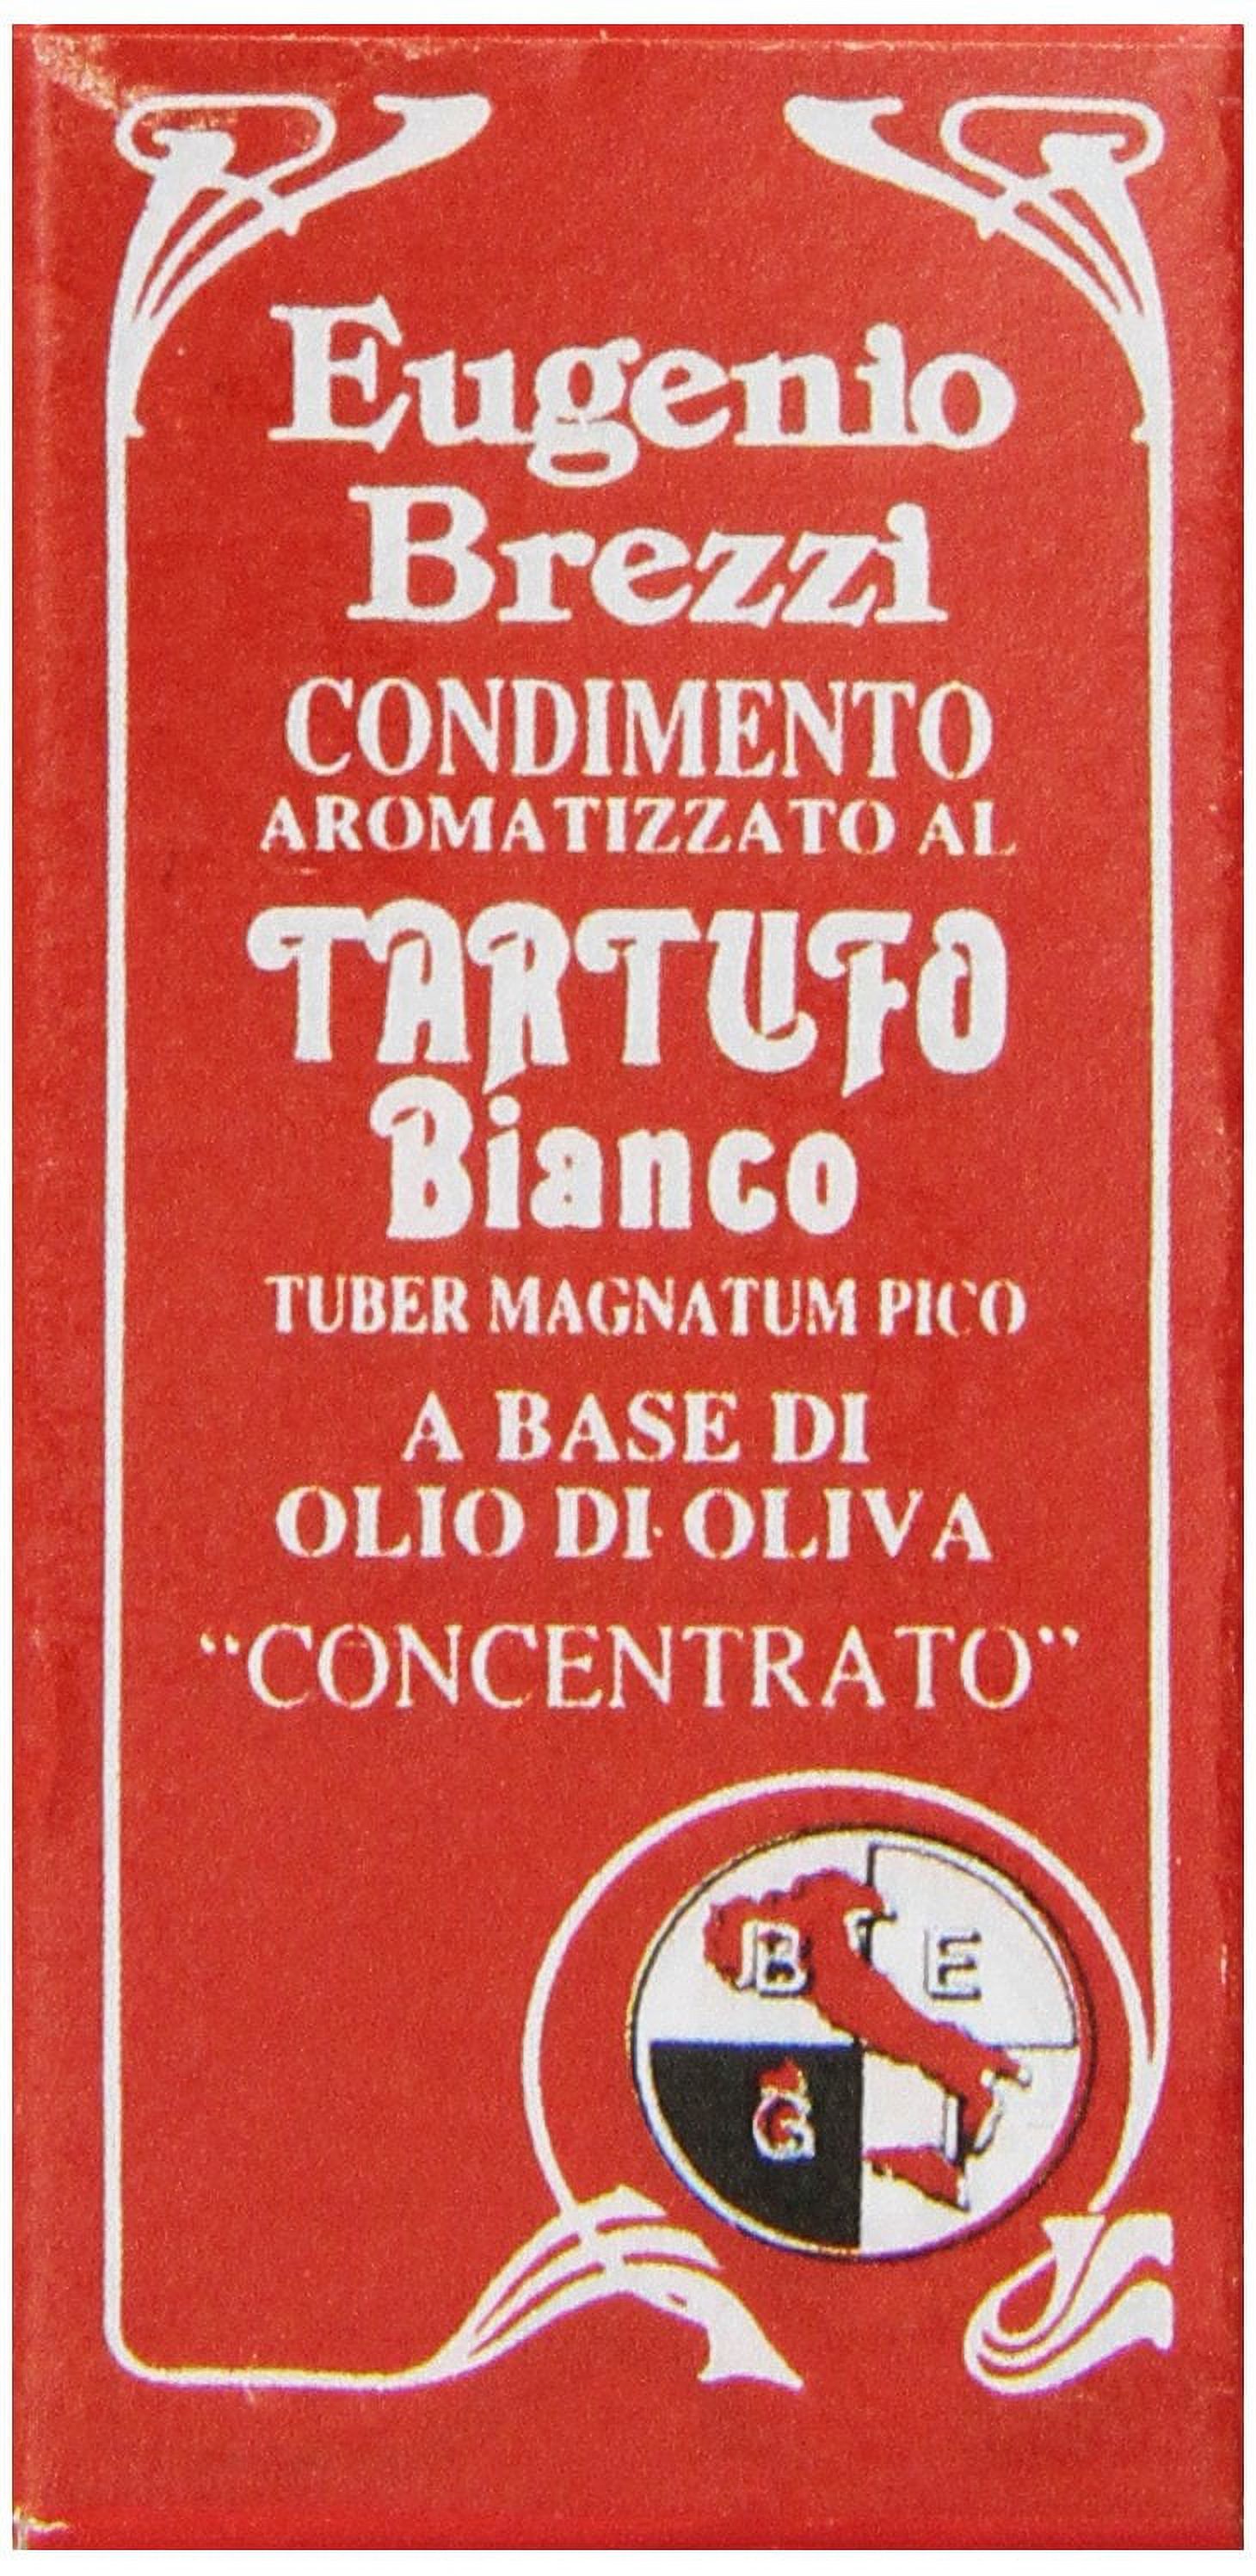 Eugenio
Brezzi
CONDIMENTO
AROMATIZZATO AL
TARTUFO
Bianco
TUBER MAGNATUM PICO
A BASE DI
OLIO DI OLIVA
“CONCENTRATO”
B E
G